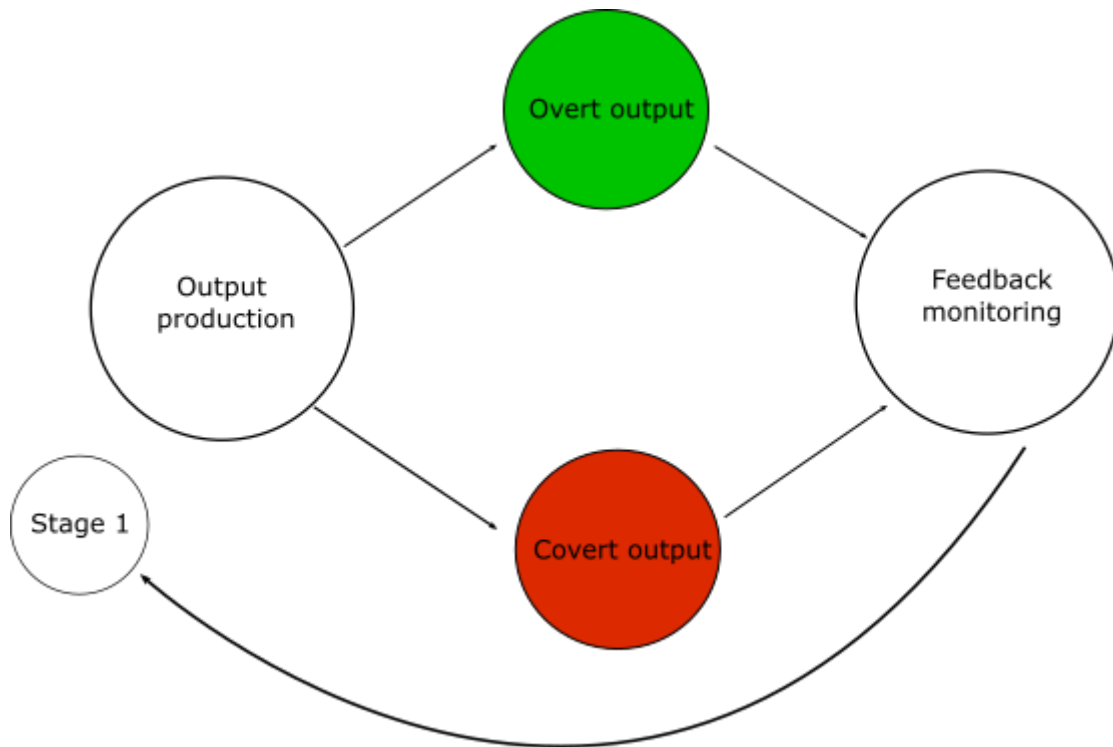 Overt output
Output
production
Feedback
monitoring
Stage 1
Covert output